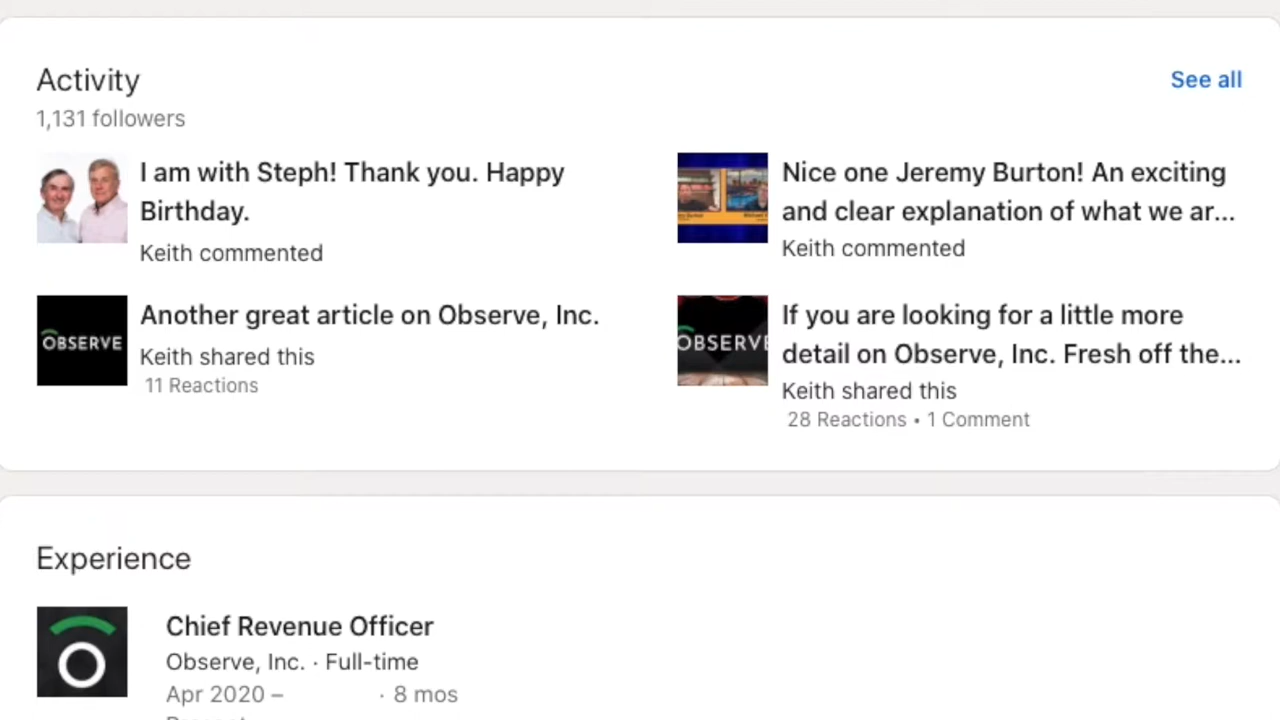 Activity
See all
1,131 followers
I am with Steph! Thank you. Happy
Birthday.
Keith commented
Nice one Jeremy Burton! An exciting
and clear explanation of what we ar...
Keith commented
OBSERVE
Another great article on Observe, Inc.
Keith shared this
11 Reactions
OBSERVE
If you are looking for a little more
detail on Observe, Inc. Fresh off the...
Keith shared this
28 Reactions • 1 Comment
Experience
Chief Revenue Officer
Observe, Inc. · Full-time
Apr 2020 – · 8 mos